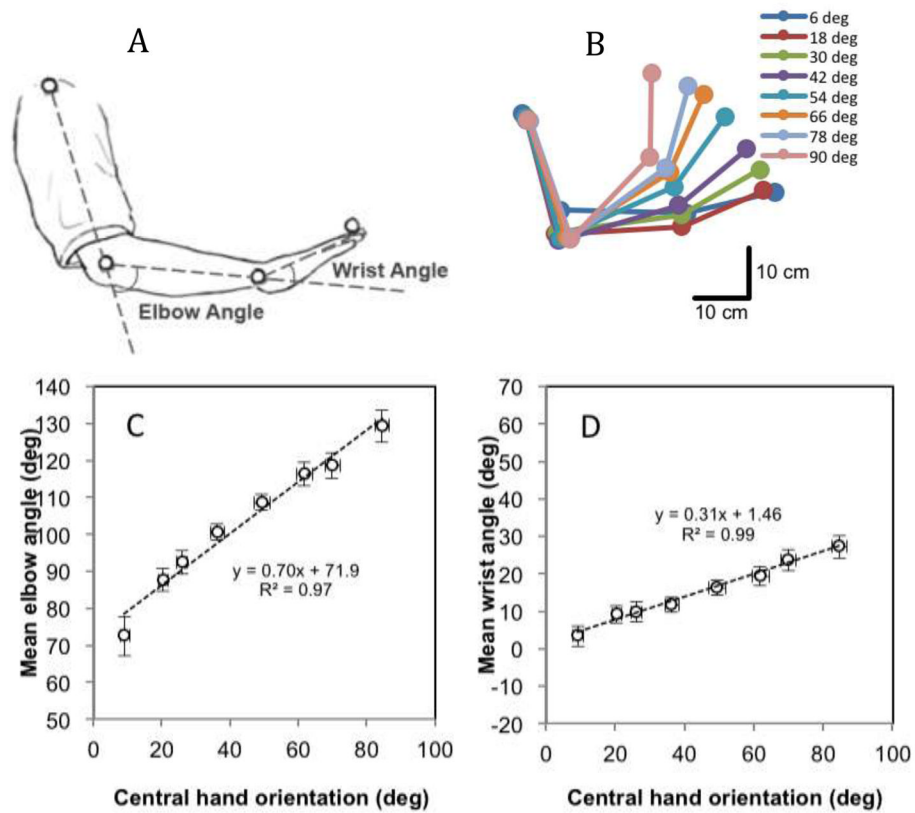 A
Wrist Angle
Elbow Angle
B
6 deg
18 deg
30 deg
42 deg
54 deg
66 deg
78 deg
90 deg
10 cm
10 cm
140
130
120
110
100
90
80
70
60
50
Mean elbow angle (deg)
C
y = 0.70x + 71.9
R² = 0.97
0 20 40 60 80 100
Central hand orientation (deg)
70
60
50
40
30
20
10
0
-10
-20
Mean wrist angle (deg)
D
y = 0.31x + 1.46
R² = 0.99
0 20 40 60 80 100
Central hand orientation (deg)